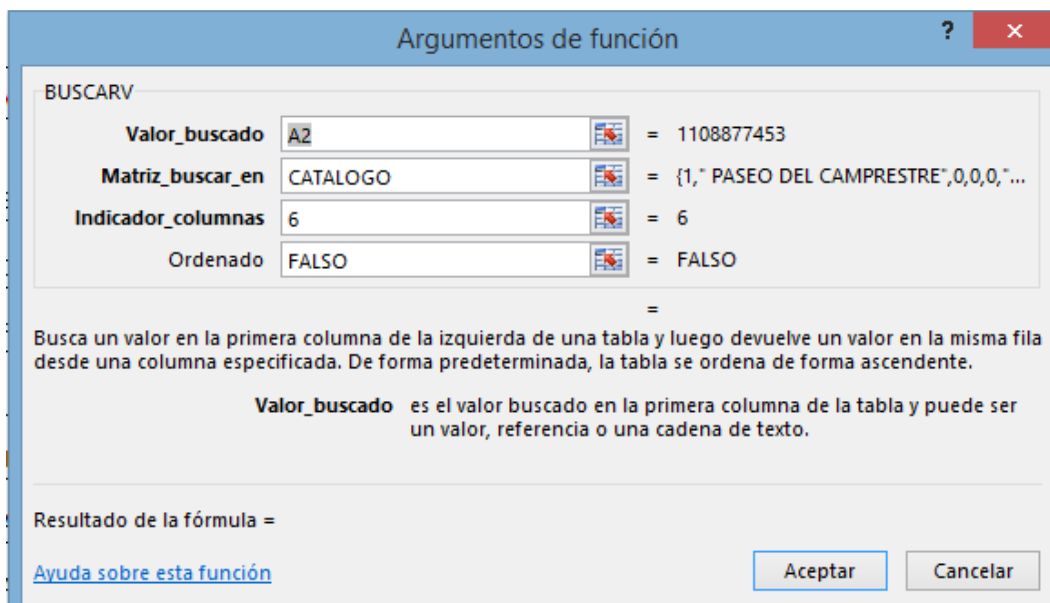 Argumentos de función
? ×
BUSCARV
Valor_buscado A2 = 1108877453
Matriz_buscar_en CATALOGO = {1," PASEO DEL CAMPRESTRE",0,0,0,"...
Indicador_columnas 6 = 6
Ordenado FALSO = FALSO
=
Busca un valor en la primera columna de la izquierda de una tabla y luego devuelve un valor en la misma fila
desde una columna especificada. De forma predeterminada, la tabla se ordena de forma ascendente.
Valor_buscado es el valor buscado en la primera columna de la tabla y puede ser
un valor, referencia o una cadena de texto.
Resultado de la fórmula =
Ayuda sobre esta función
Aceptar Cancelar